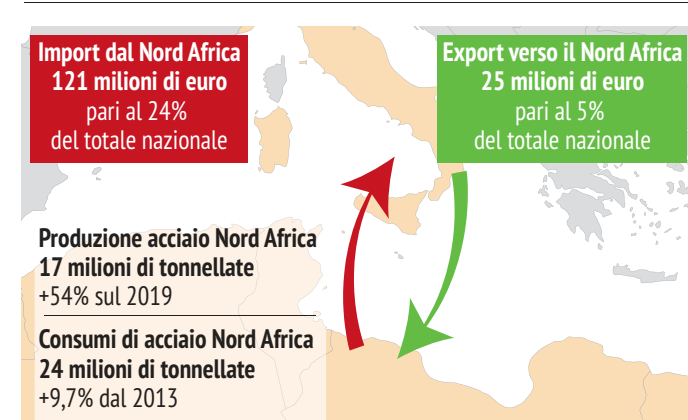 Import dal Nord Africa
121 milioni di euro
pari al 24%
del totale nazionale
Export verso il Nord Africa
25 milioni di euro
pari al 5%
del totale nazionale
Produzione acciaio Nord Africa
17 milioni di tonnellate
+54% sul 2019
Consumi di acciaio Nord Africa
24 milioni di tonnellate
+9,7% dal 2013